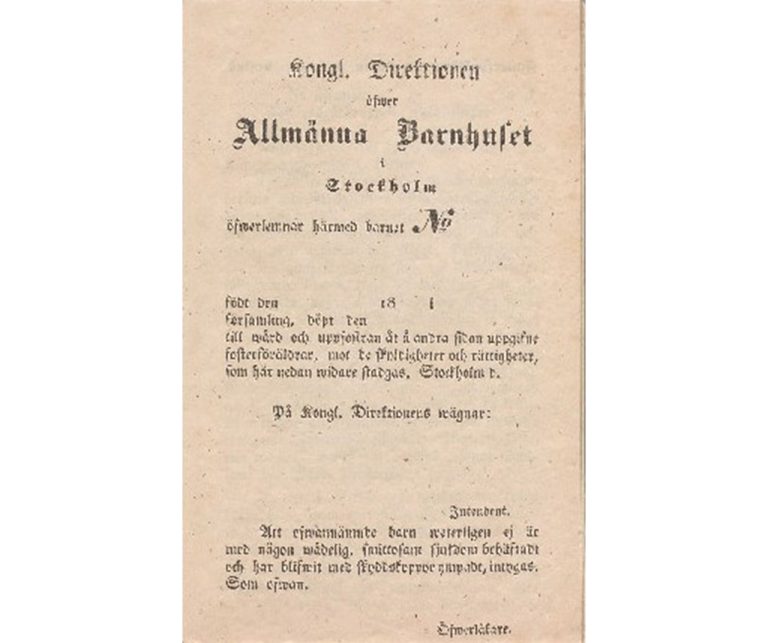 Kongl. Direktionen
öfwer
Allmänna Barnhuset
i
Stockholm
öfwerlemnar härmed barnet No
född den 18 i
församling, döpt den
till wård och uppfostran åt å andra sidan uppgifne
fosterföräldrar, mot de skyldigheter och rättigheter,
som här nedan widare stadgas. Stockholm d.
På Kongl. Direktionens wägnar:
Intendent.
Att ofwannämnde barn weterligen ej är
med någon wådelig, smittosam sjukdom behäftadt
och har blifwit med skyddskoppor ympadt, intygas.
Som ofwan.
Öfwerläkare.